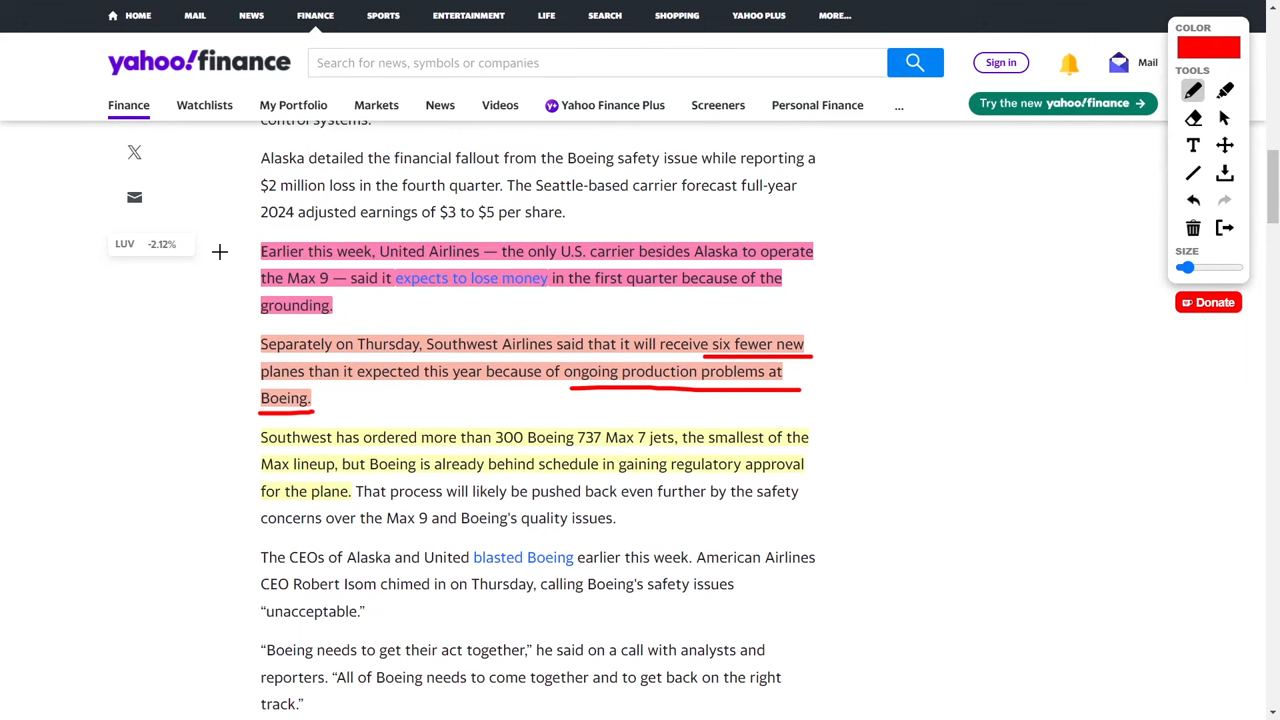 HOME MAIL NEWS FINANCE SPORTS ENTERTAINMENT LIFE SEARCH SHOPPING YAHOO PLUS MORE...
yahoo!finance
Search for news, symbols or companies
Sign in
Mail
Finance Watchlists My Portfolio Markets News Videos Yahoo Finance Plus Screeners Personal Finance ...
Try the new yahoo!finance
COLOR
TOOLS
T
SIZE
Donate
control systems.
Alaska detailed the financial fallout from the Boeing safety issue while reporting a
$2 million loss in the fourth quarter. The Seattle-based carrier forecast full-year
2024 adjusted earnings of $3 to $5 per share.
LUV -2.12%
Earlier this week, United Airlines — the only U.S. carrier besides Alaska to operate
the Max 9 — said it expects to lose money in the first quarter because of the
grounding.
Separately on Thursday, Southwest Airlines said that it will receive six fewer new
planes than it expected this year because of ongoing production problems at
Boeing.
Southwest has ordered more than 300 Boeing 737 Max 7 jets, the smallest of the
Max lineup, but Boeing is already behind schedule in gaining regulatory approval
for the plane. That process will likely be pushed back even further by the safety
concerns over the Max 9 and Boeing's quality issues.
The CEOs of Alaska and United blasted Boeing earlier this week. American Airlines
CEO Robert Isom chimed in on Thursday, calling Boeing's safety issues
“unacceptable.”
“Boeing needs to get their act together,” he said on a call with analysts and
reporters. “All of Boeing needs to come together and to get back on the right
track.”